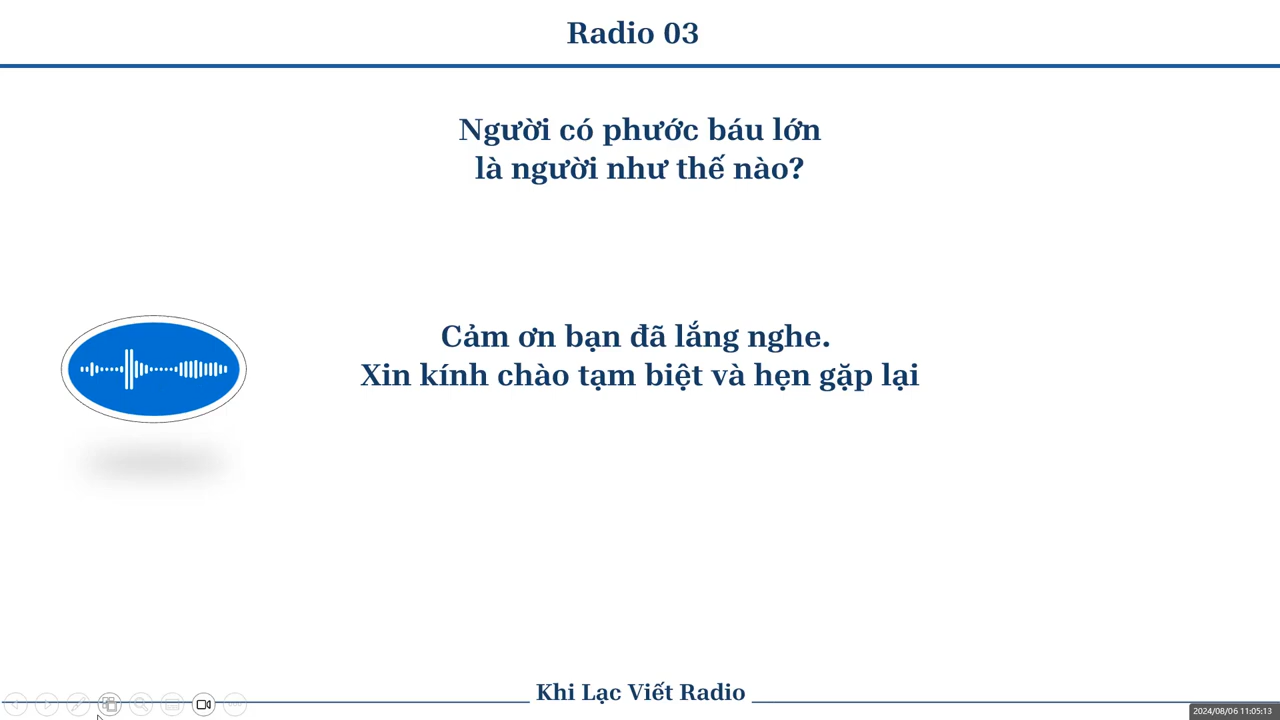 Radio 03
Người có phước báu lớn
là người như thế nào?
Cảm ơn bạn đã lắng nghe.
Xin kính chào tạm biệt và hẹn gặp lại
Khi Lạc Viết Radio
2024/08/06 11:05:13